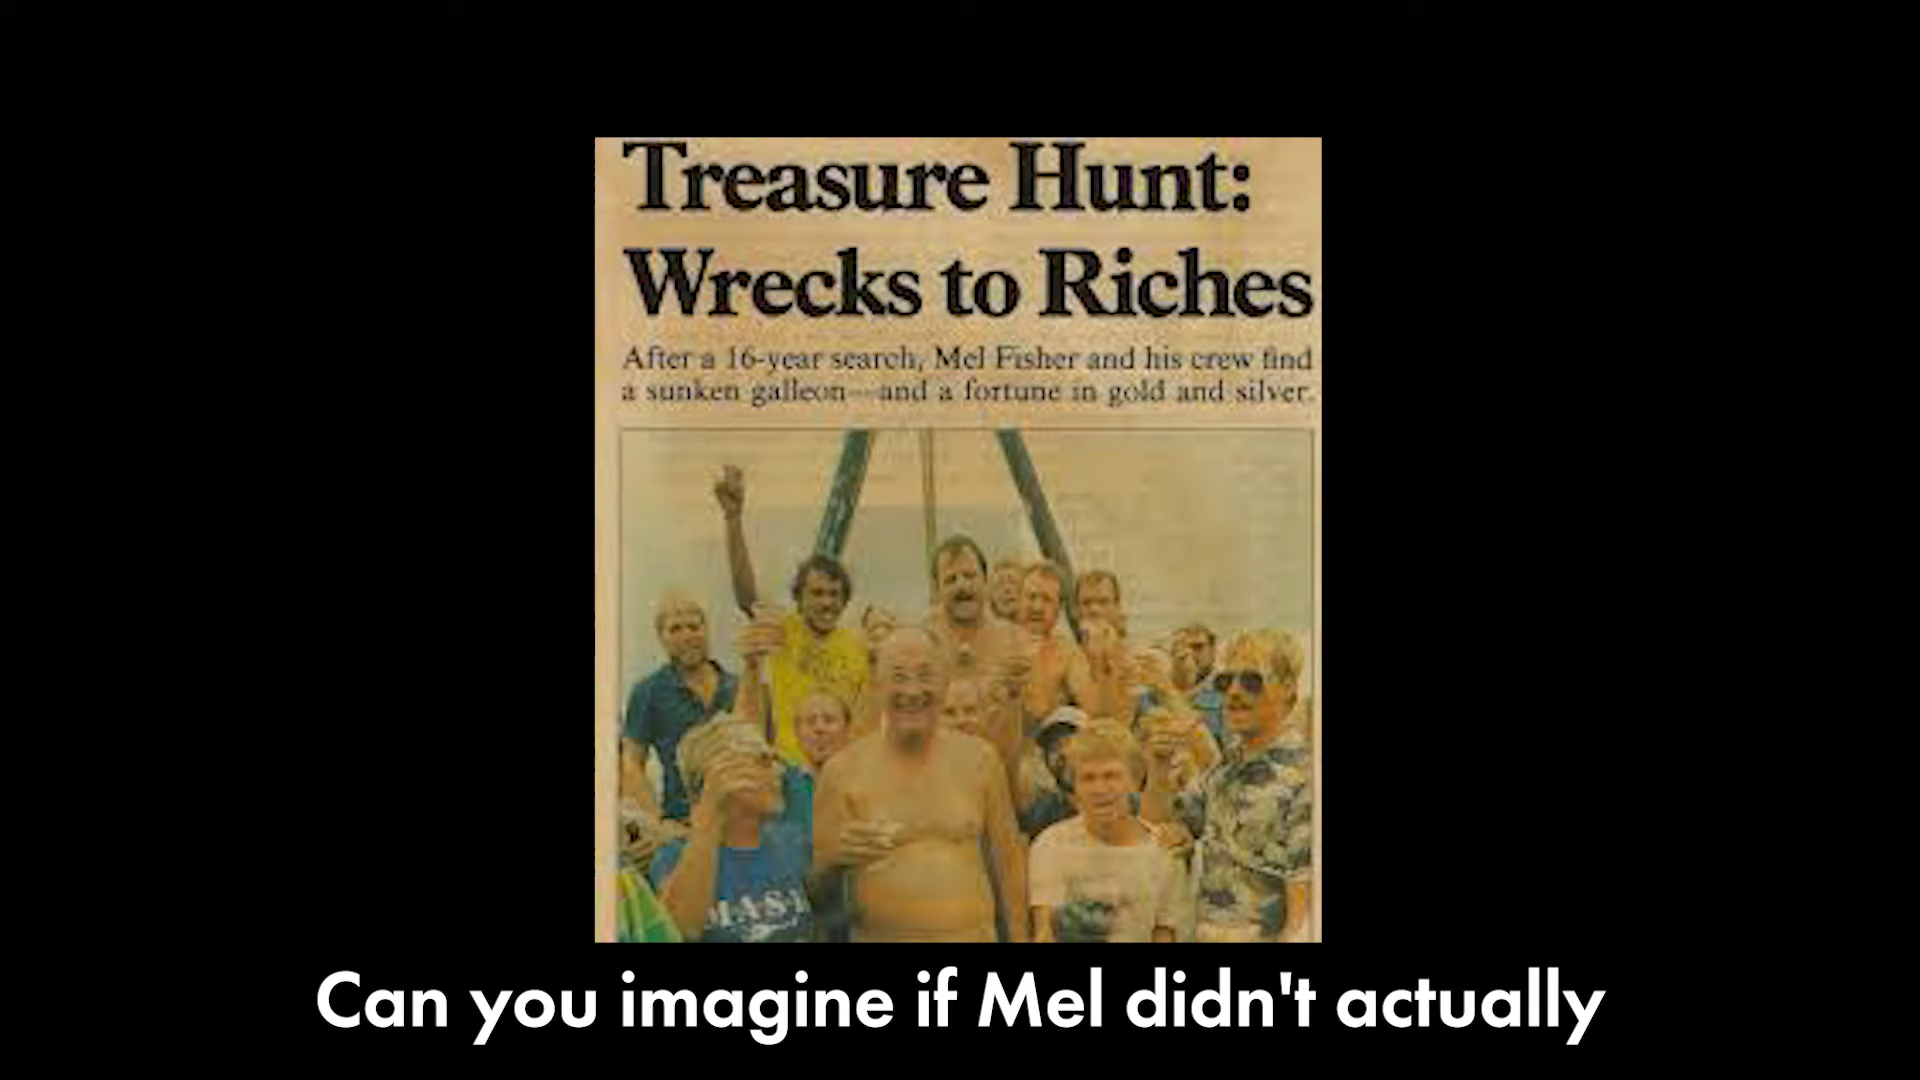 Treasure Hunt:
Wrecks to Riches
After a 16-year search, Mel Fisher and his crew find
a sunken galleon—and a fortune in gold and silver.
Can you imagine if Mel didn't actually